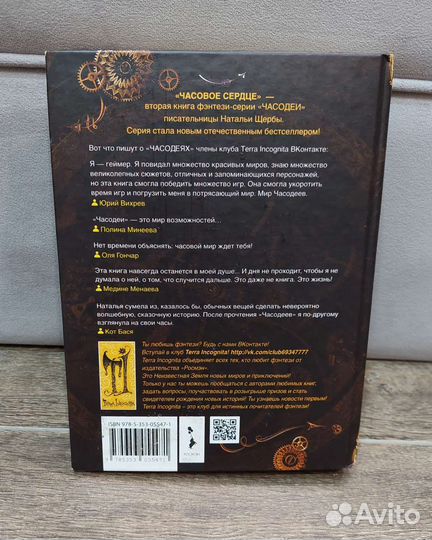 «ЧАСОВОЕ СЕРДЦЕ» —
вторая книга фэнтези-серии «ЧАСОДЕИ»
писательницы Натальи Щербы.
Серия стала новым отечественным бестселлером!
Вот что пишут о «ЧАСОДЕЯХ» члены клуба Terra Incognita ВКонтакте:
Я — геймер. Я повидал множество красивых миров, знаю множество
великолепных сюжетов, отличных и запоминающихся персонажей,
но эта книга смогла победить множество игр. Она смогла укоротить
время игр и погрузить меня в потрясающий мир. Мир Часодеев.
Юрий Вихрев
«Часодеи» — это мир возможностей...
Полина Минеева
Нет времени объяснять: часовой мир ждет тебя!
Оля Гончар
Эта книга навсегда останется в моей душе... И дня не проходит, чтобы я не
думала о ней, о том, что случится дальше. Это даже не книга. Это жизнь!
Медине Менаева
Наталья сумела из, казалось бы, обычных вещей сделать невероятно
волшебную, сказочную историю. После прочтения «Часодеев» я по-другому
взглянула на свои часы.
Кот Бася
Ты любишь фэнтези? Будь с нами ВКонтакте!
Вступай в клуб Terra Incognita! http://vk.com/club69347777
Terra Incognita объединяет всех тех, кто любит фэнтези от
издательства «Росмэн».
Это Неизвестная Земля новых миров и приключений!
Только у нас ты можешь пообщаться с авторами любимых книг,
задать вопросы, поучаствовать в розыгрыше призов и стать
свидетелем рождения новых историй! Ты узнаешь новости первым!
Terra Incognita – это клуб для истинных почитателей фэнтези!
ISBN 978-5-353-05547-1
9 785353 055471
Avito